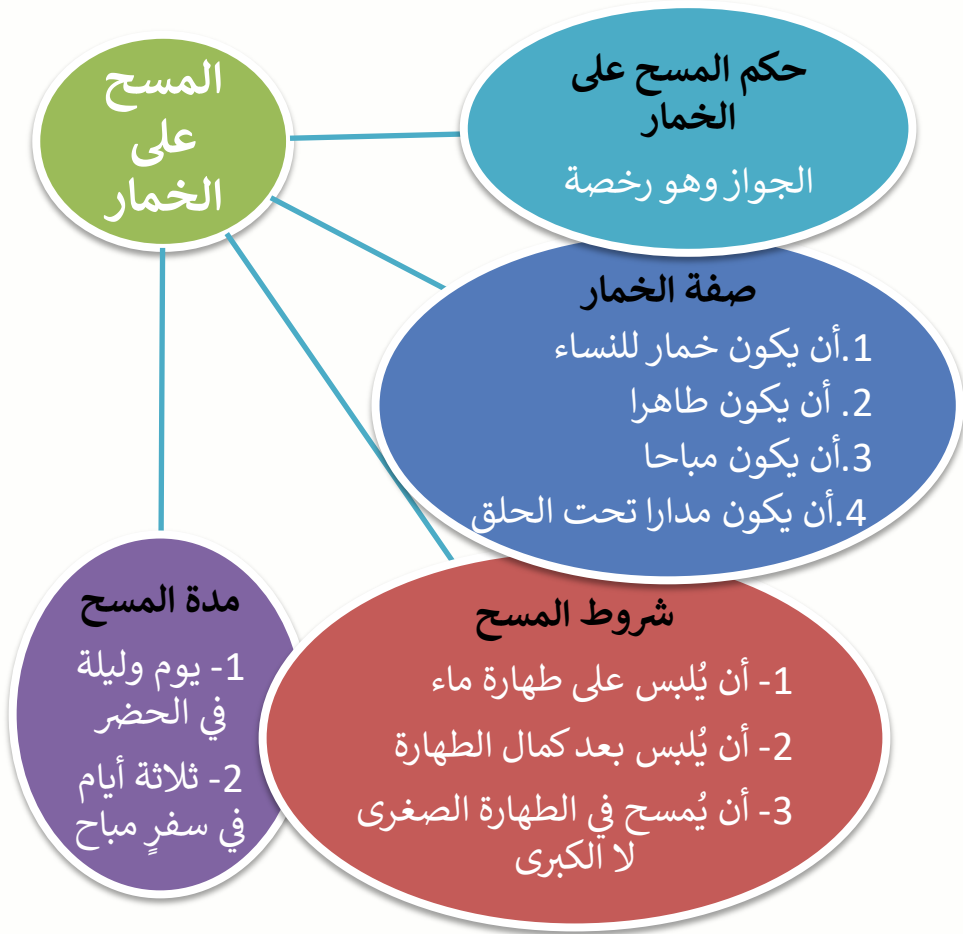 المسح
على
الخمار
حكم المسح على
الخمار
الجواز وهو رخصة
صفة الخمار
1.أن يكون خمار للنساء
2. أن يكون طاهرا
3.أن يكون مباحا
4.أن يكون مدارا تحت الحلق
شروط المسح
1- أن يُلبس على طهارة ماء
2- أن يُلبس بعد كمال الطهارة
3- أن يُمسح في الطهارة الصغرى
لا الكبرى
مدة المسح
1- يوم وليلة
في الحضر
2- ثلاثة أيام
في سفرٍ مباح